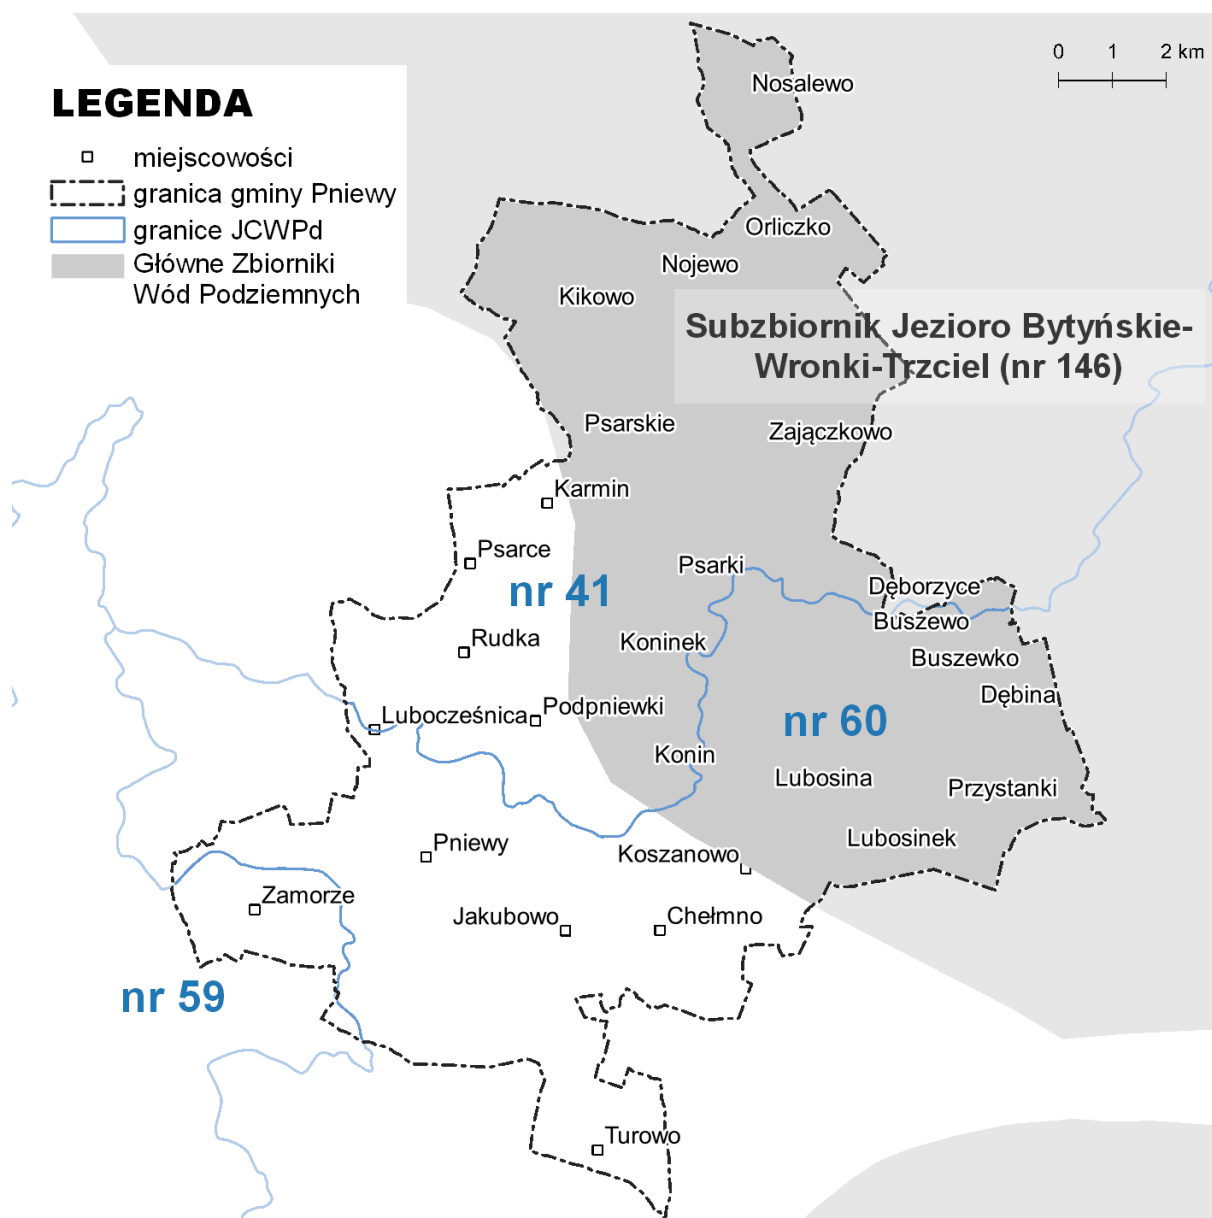 LEGENDA
miejscowości
granica gminy Pniewy
granice JCWPd
Główne Zbiorniki
Wód Podziemnych
0 1 2 km
Nosalewo
Orliczko
Nojewo
Kikowo
Subzbiornik Jezioro Bytyńskie-
Wronki-Trzciel (nr 146)
Psarskie
Zajączkowo
Karmin
Psarce
nr 41
Psarki
Dęborzyce
Buszewo
Rudka
Koninek
Buszewko
Dębina
Lubocześnica
Podpniewki
nr 60
Konin
Lubosina
Przystanki
Pniewy
Koszanowo
Lubosinek
Zamorze
Jakubowo
Chełmno
nr 59
Turowo